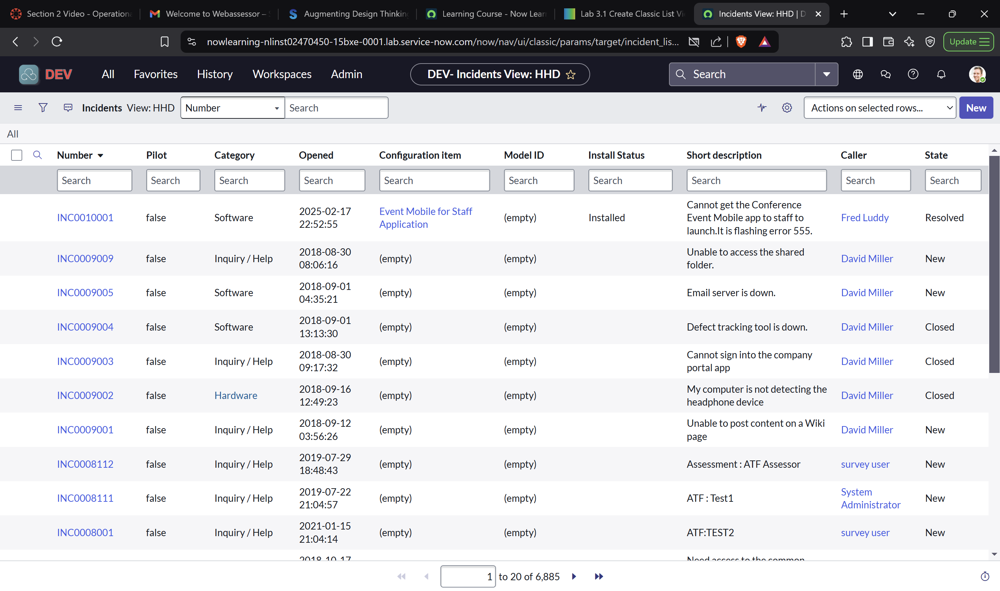 Section 2 Video - Operationa
Welcome to Webassessor –
Augmenting Design Thinking
Learning Course - Now Lear
Lab 3.1 Create Classic List Vi
Incidents View: HHD | D
nowlearning-nlinst02470450-15bxe-0001.lab.service-now.com/now/nav/ui/classic/params/target/incident_lis...
Update
DEV All Favorites History Workspaces Admin DEV- Incidents View: HHD Search
Incidents View: HHD Number Search Actions on selected rows... New
All
Number Pilot Category Opened Configuration item Model ID Install Status Short description Caller State
Search Search Search Search Search Search Search Search Search Search
INC0010001 false Software 2025-02-17 22:52:55 Event Mobile for Staff Application (empty) Installed Cannot get the Conference Event Mobile app to staff to launch.It is flashing error 555. Fred Luddy Resolved
INC0009009 false Inquiry / Help 2018-08-30 08:06:16 (empty) (empty) Unable to access the shared folder. David Miller New
INC0009005 false Software 2018-09-01 04:35:21 (empty) (empty) Email server is down. David Miller New
INC0009004 false Software 2018-09-01 13:13:30 (empty) (empty) Defect tracking tool is down. David Miller Closed
INC0009003 false Inquiry / Help 2018-08-30 09:17:32 (empty) (empty) Cannot sign into the company portal app David Miller Closed
INC0009002 false Hardware 2018-09-16 12:49:23 (empty) (empty) My computer is not detecting the headphone device David Miller Closed
INC0009001 false Inquiry / Help 2018-09-12 03:56:26 (empty) (empty) Unable to post content on a Wiki page David Miller New
INC0008112 false Inquiry / Help 2019-07-29 18:48:43 (empty) (empty) Assessment : ATF Assessor survey user New
INC0008111 false Inquiry / Help 2019-07-22 21:04:57 (empty) (empty) ATF : Test1 System Administrator New
INC0008001 false Inquiry / Help 2021-01-15 21:04:14 (empty) (empty) ATF:TEST2 survey user New
2018-10-17 Need access to the common
1 to 20 of 6,885